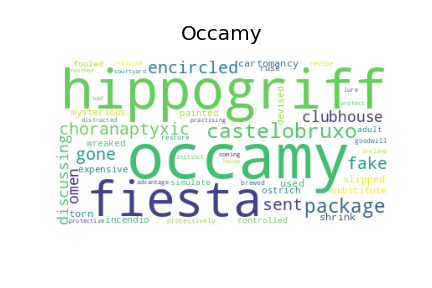 Occamy
fooled realized cartomancy recipe
feather courtyard encircled ruse
hippogriff
bad lure protect
mysterious painted devised clubhouse
distracted practising
choranaptyxic castelobruxo adult
wreaked restore goodwill
discussing gone occamy fake
instinct coming ireland
expensive havoc slipped
omen fiesta advantage brewed simulate used ostrich substitute
torn sent package
protective incendio protectively controlled shrink